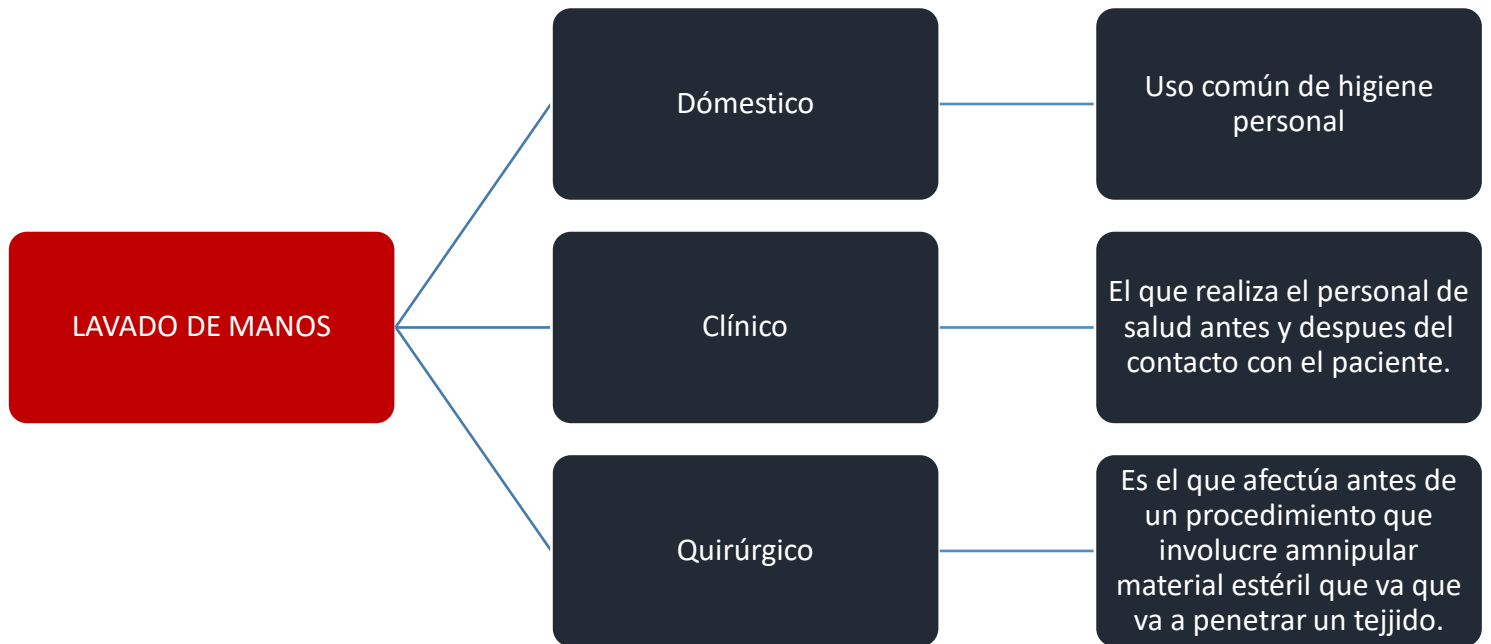 LAVADO DE MANOS
Dómestico
Uso común de higiene
personal
Clínico
El que realiza el personal de
salud antes y despues del
contacto con el paciente.
Quirúrgico
Es el que afectúa antes de
un procedimiento que
involucre amnipular
material estéril que va que
va a penetrar un tejjido.